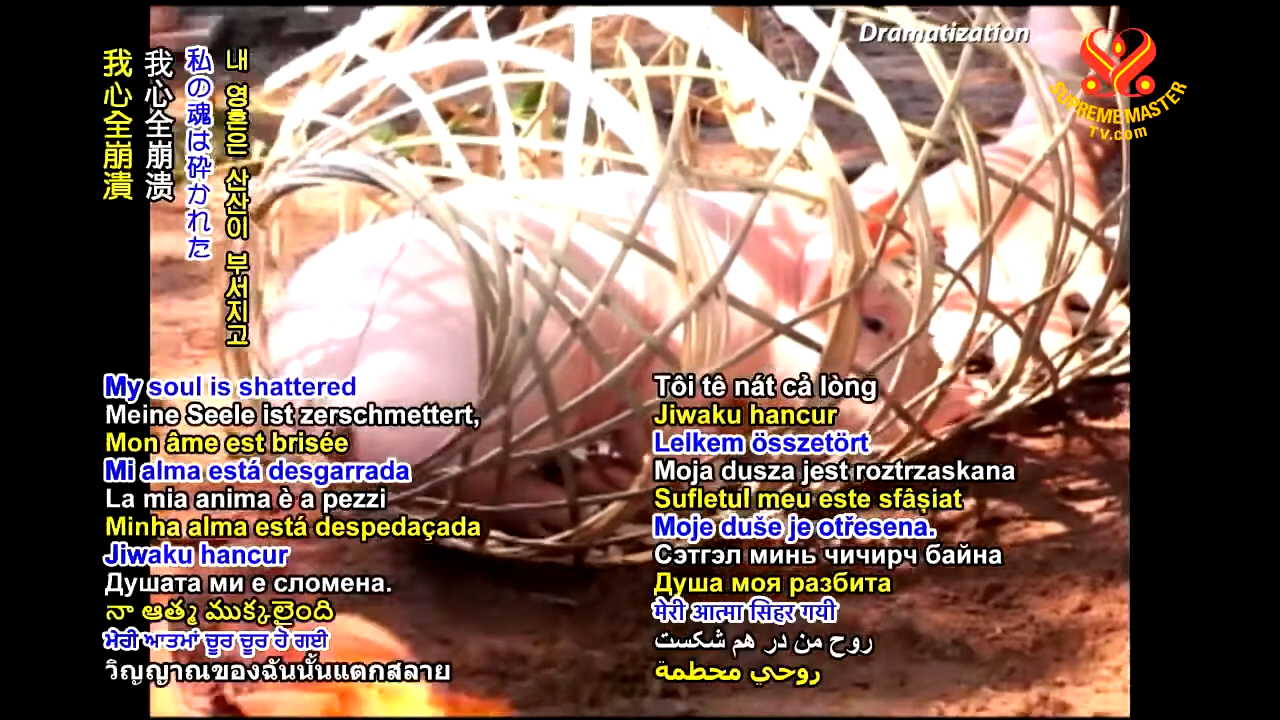 Dramatization
SUPREME MASTER
TV.com
我心全崩潰
我心全崩溃
私の魂は砕かれた
내 영혼은 산산이 부서지고
My soul is shattered
Meine Seele ist zerschmettert,
Mon âme est brisée
Mi alma está desgarrada
La mia anima è a pezzi
Minha alma está despedaçada
Jiwaku hancur
Душата ми е сломена.
నా ఆత్మ ముక్కలైంది
ਮੇਰੀ ਆਤਮਾਂ ਚੂਰ ਚੂਰ ਹੋ ਗਈ
วิญญาณของฉันนั้นแตกสลาย
Tôi tê nát cả lòng
Jiwaku hancur
Lelkem összetört
Moja dusza jest roztrzaskana
Sufletul meu este sfâșiat
Moje duše je otřesena.
Сэтгэл минь чичирч байна
Душа моя разбита
मेरी आत्मा सिहर गयी
روح من در هم شکست
روحي محطمة